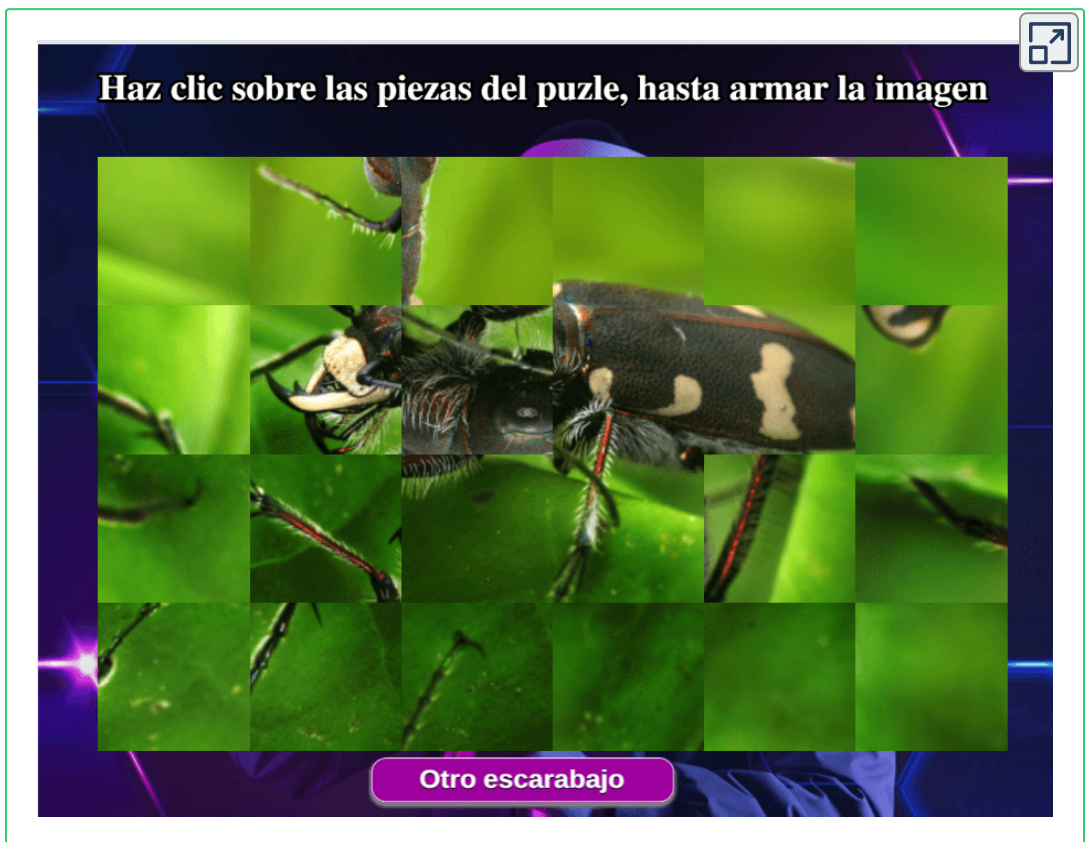 Haz clic sobre las piezas del puzle, hasta armar la imagen
Otro escarabajo